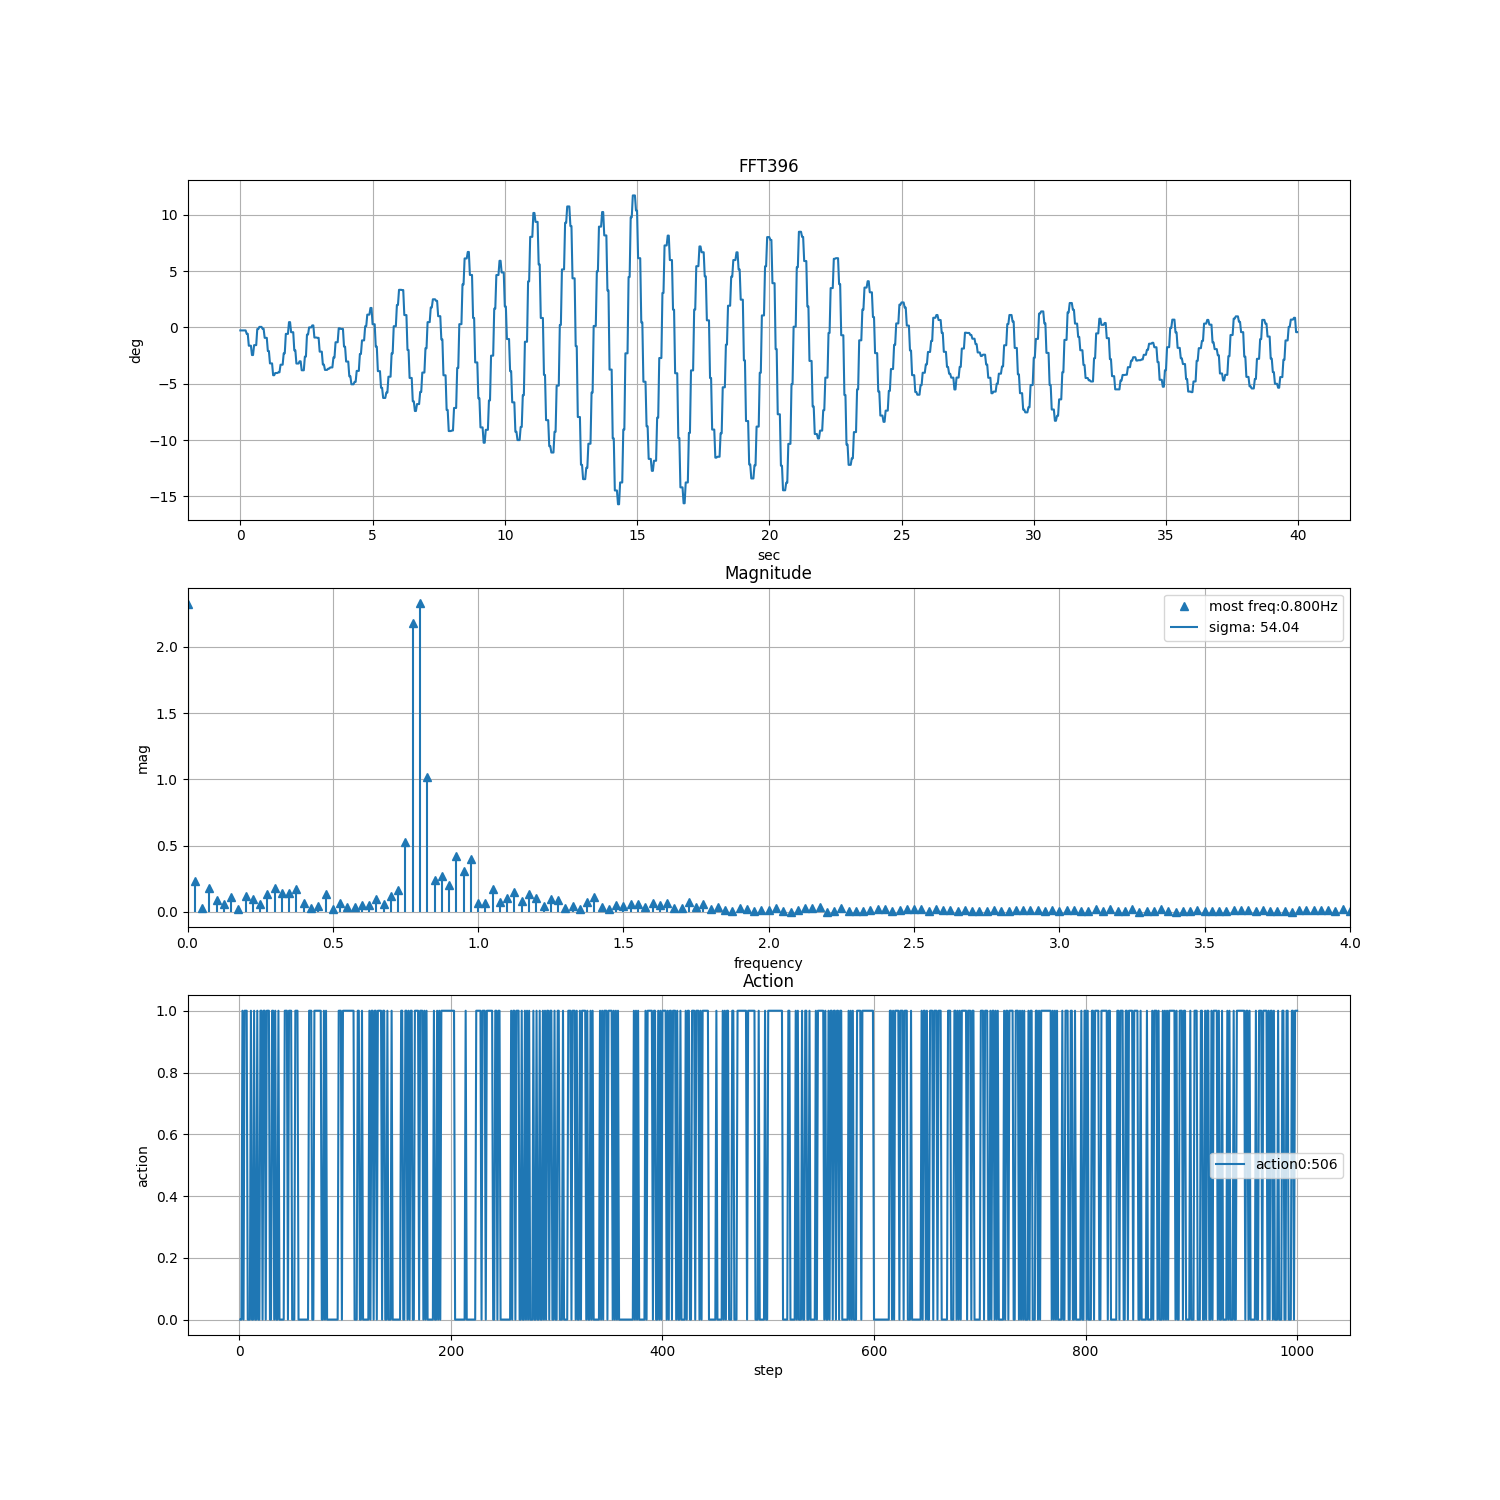 FFT396
10
5
0
−5
−10
−15
deg
0 5 10 15 20 25 30 35 40
sec
Magnitude
most freq:0.800Hz
sigma: 54.04
2.0
1.5
1.0
0.5
0.0
mag
0.0 0.5 1.0 1.5 2.0 2.5 3.0 3.5 4.0
frequency
Action
1.0
0.8
0.6
0.4
0.2
0.0
action
action0:506
0 200 400 600 800 1000
step